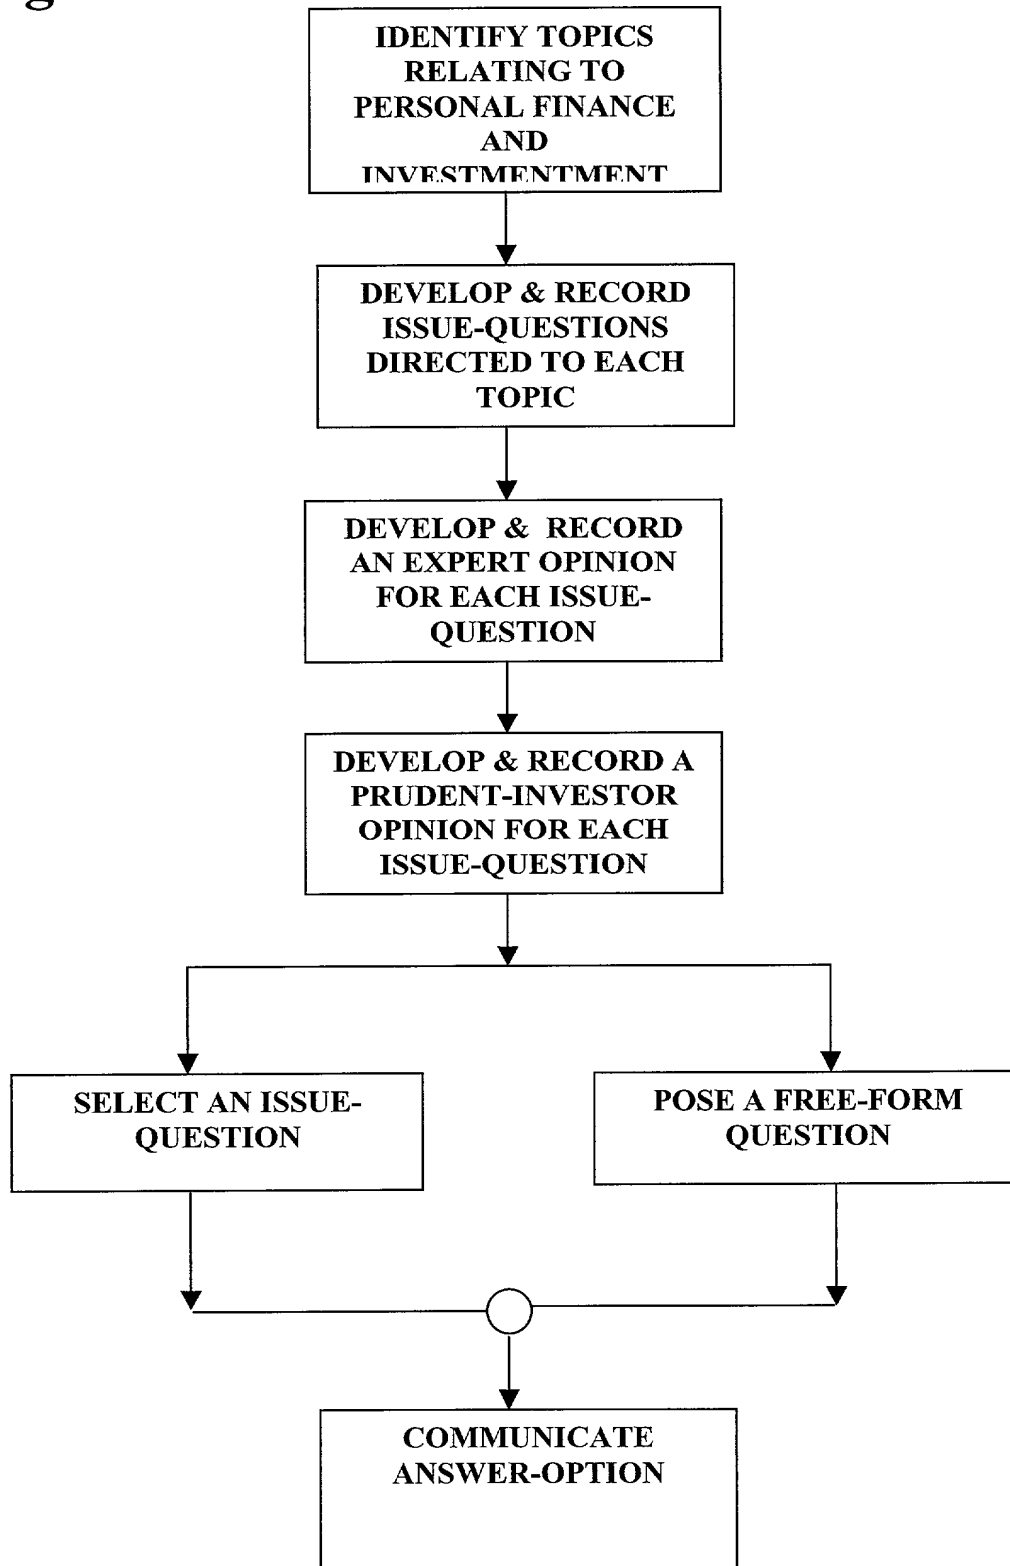 g
IDENTIFY TOPICS
RELATING TO
PERSONAL FINANCE
AND
INVESTMENTMENT
DEVELOP & RECORD
ISSUE-QUESTIONS
DIRECTED TO EACH
TOPIC
DEVELOP & RECORD
AN EXPERT OPINION
FOR EACH ISSUE-
QUESTION
DEVELOP & RECORD A
PRUDENT-INVESTOR
OPINION FOR EACH
ISSUE-QUESTION
SELECT AN ISSUE-
QUESTION
POSE A FREE-FORM
QUESTION
COMMUNICATE
ANSWER-OPTION